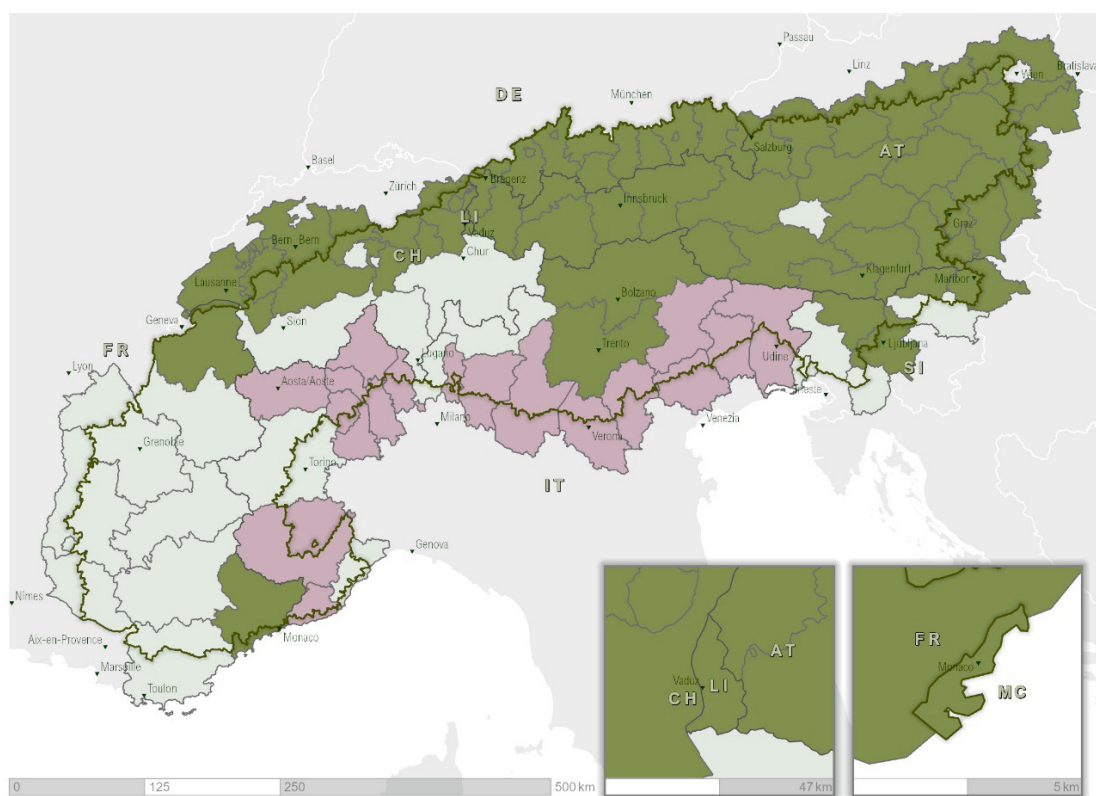 Passau
Linz
Wien
Bratislava
DE
München
Salzburg
AT
Basel
Zürich
Bregenz
LI
Vaduz
Innsbruck
Graz
Bern
Bern
CH
Chur
Klagenfurt
Maribor
Lausanne
Bolzano
Geneva
Sion
Trento
Ljubljana
FR
Lugano
Udine
SI
Lyon
Aosta/Aoste
Trieste
Milano
Verona
Venezia
Grenoble
Torino
IT
Genova
Nîmes
Monaco
Aix-en-Provence
Marseille
Toulon
AT
Vaduz
LI
CH
FR
Monaco
MC
0
125
250
500 km
47 km
5 km